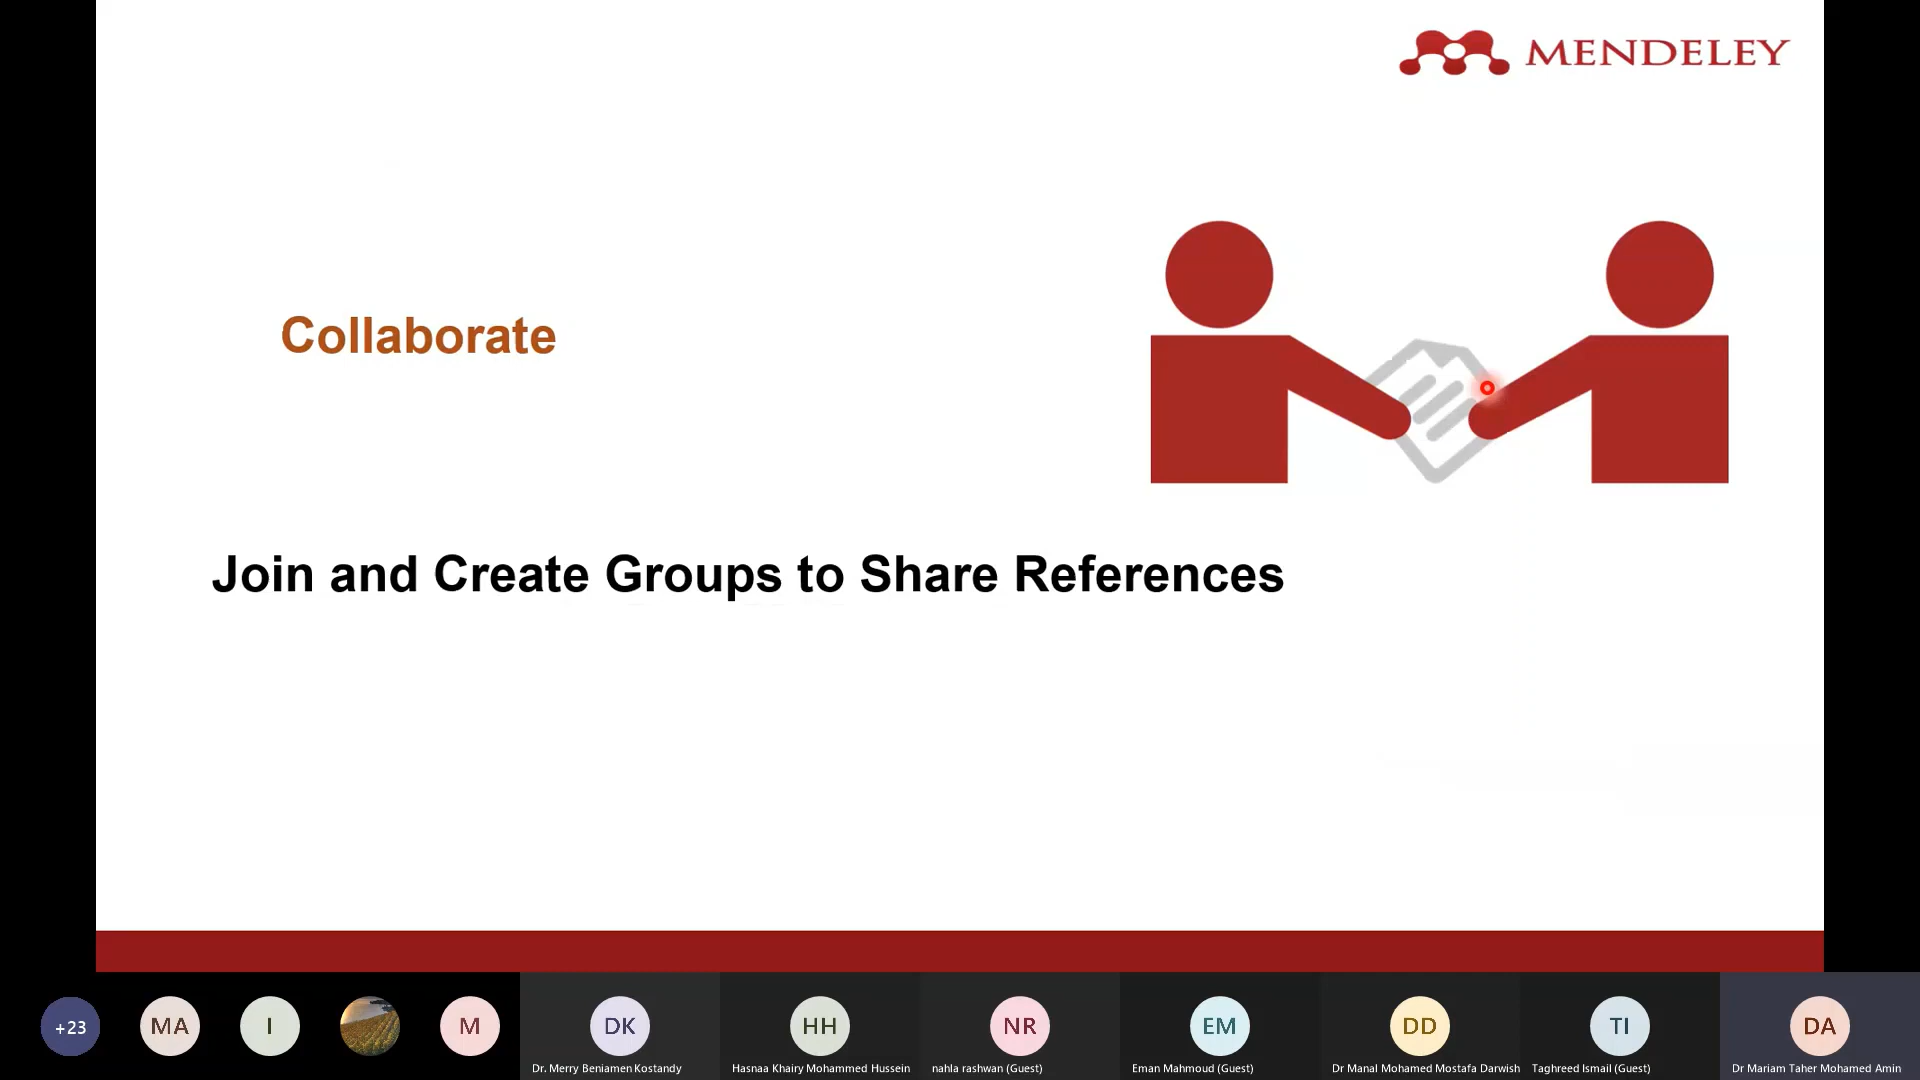 MENDELEY
Collaborate
Join and Create Groups to Share References
+23
MA
I
M
DK
HH
NR
EM
DD
TI
DA
Dr. Merry Beniamen Kostandy
Hasnaa Khairy Mohammed Hussein
nahla rashwan (Guest)
Eman Mahmoud (Guest)
Dr Manal Mohamed Mostafa Darwish
Taghreed Ismail (Guest)
Dr Mariam Taher Mohamed Amin